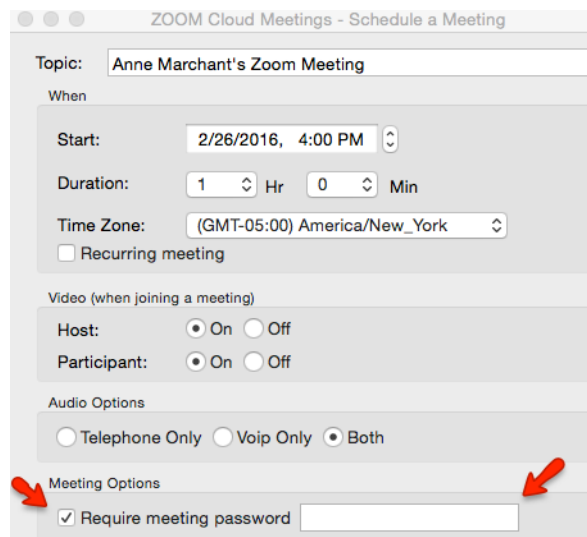 ZOOM Cloud Meetings - Schedule a Meeting
Topic: Anne Marchant's Zoom Meeting
When
Start: 2/26/2016, 4:00 PM
Duration: 1 Hr 0 Min
Time Zone: (GMT-05:00) America/New_York
Recurring meeting
Video (when joining a meeting)
Host: On Off
Participant: On Off
Audio Options
Telephone Only Voip Only Both
Meeting Options
Require meeting password